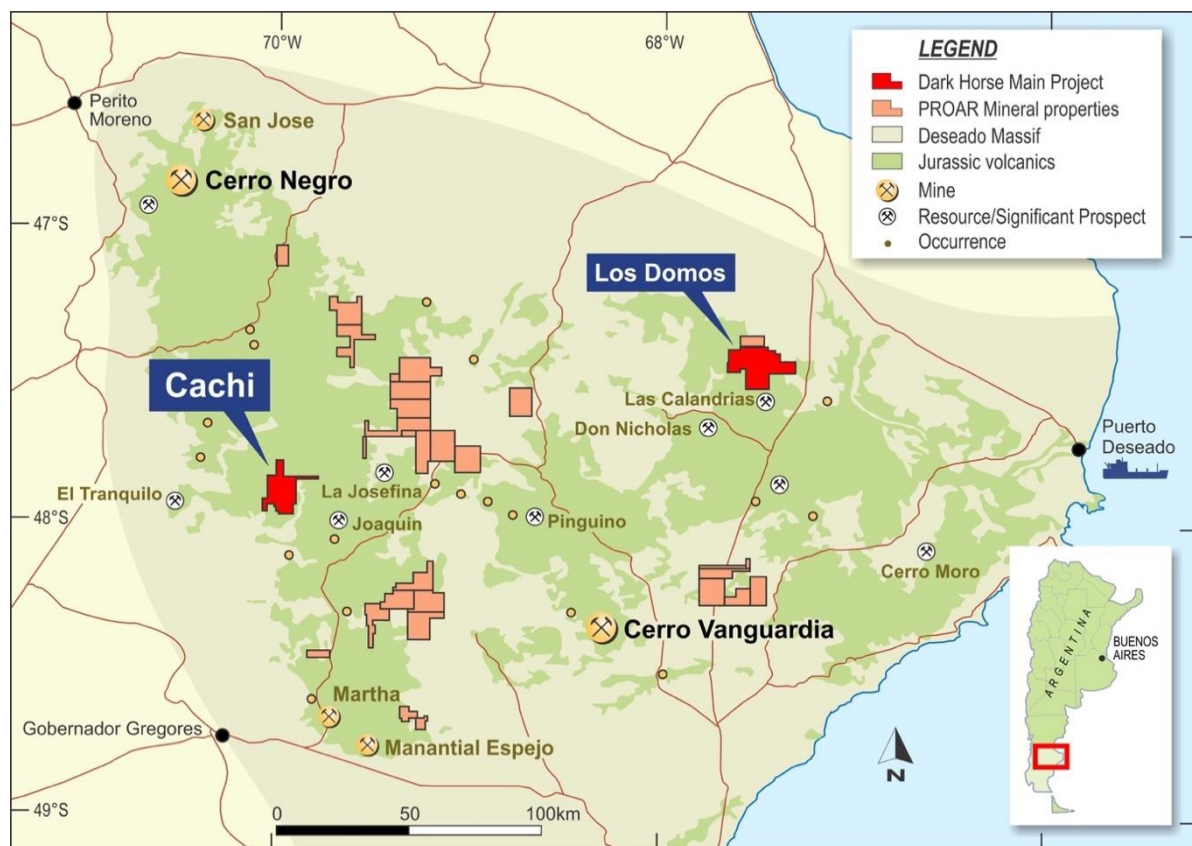 70°W
68°W
LEGEND
Dark Horse Main Project
PROAR Mineral properties
Deseado Massif
Jurassic volcanics
Mine
Resource/Significant Prospect
Occurrence
Perito
Moreno
San Jose
Cerro Negro
47°S
Los Domos
Cachi
Las Calandrias
Don Nicholas
Puerto
Deseado
El Tranquilo
La Josefina
Joaquin
Pinguino
48°S
Cerro Moro
Cerro Vanguardia
ARGENTINA
BUENOS
AIRES
Martha
Gobernador Gregores
Manantial Espejo
N
49°S
0
50
100km